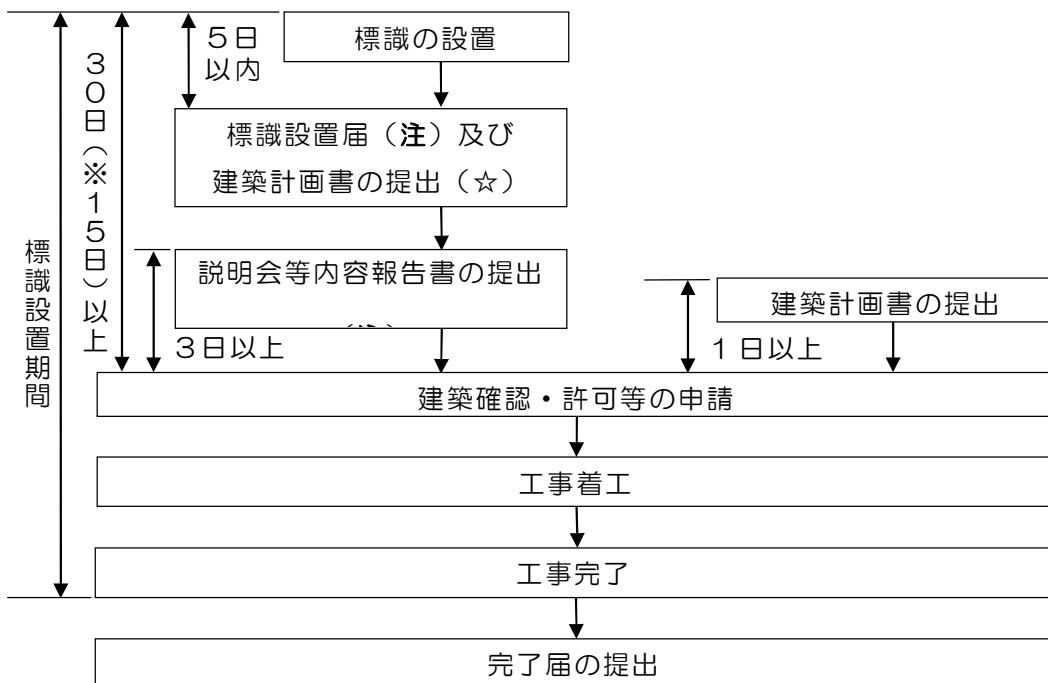 標識の設置
5日
以内
標識設置届（注）及び
建築計画書の提出（☆）
30日（※15日）以上
標識設置期間
説明会等内容報告書の提出
3日以上
建築計画書の提出
1日以上
建築確認・許可等の申請
工事着工
工事完了
完了届の提出